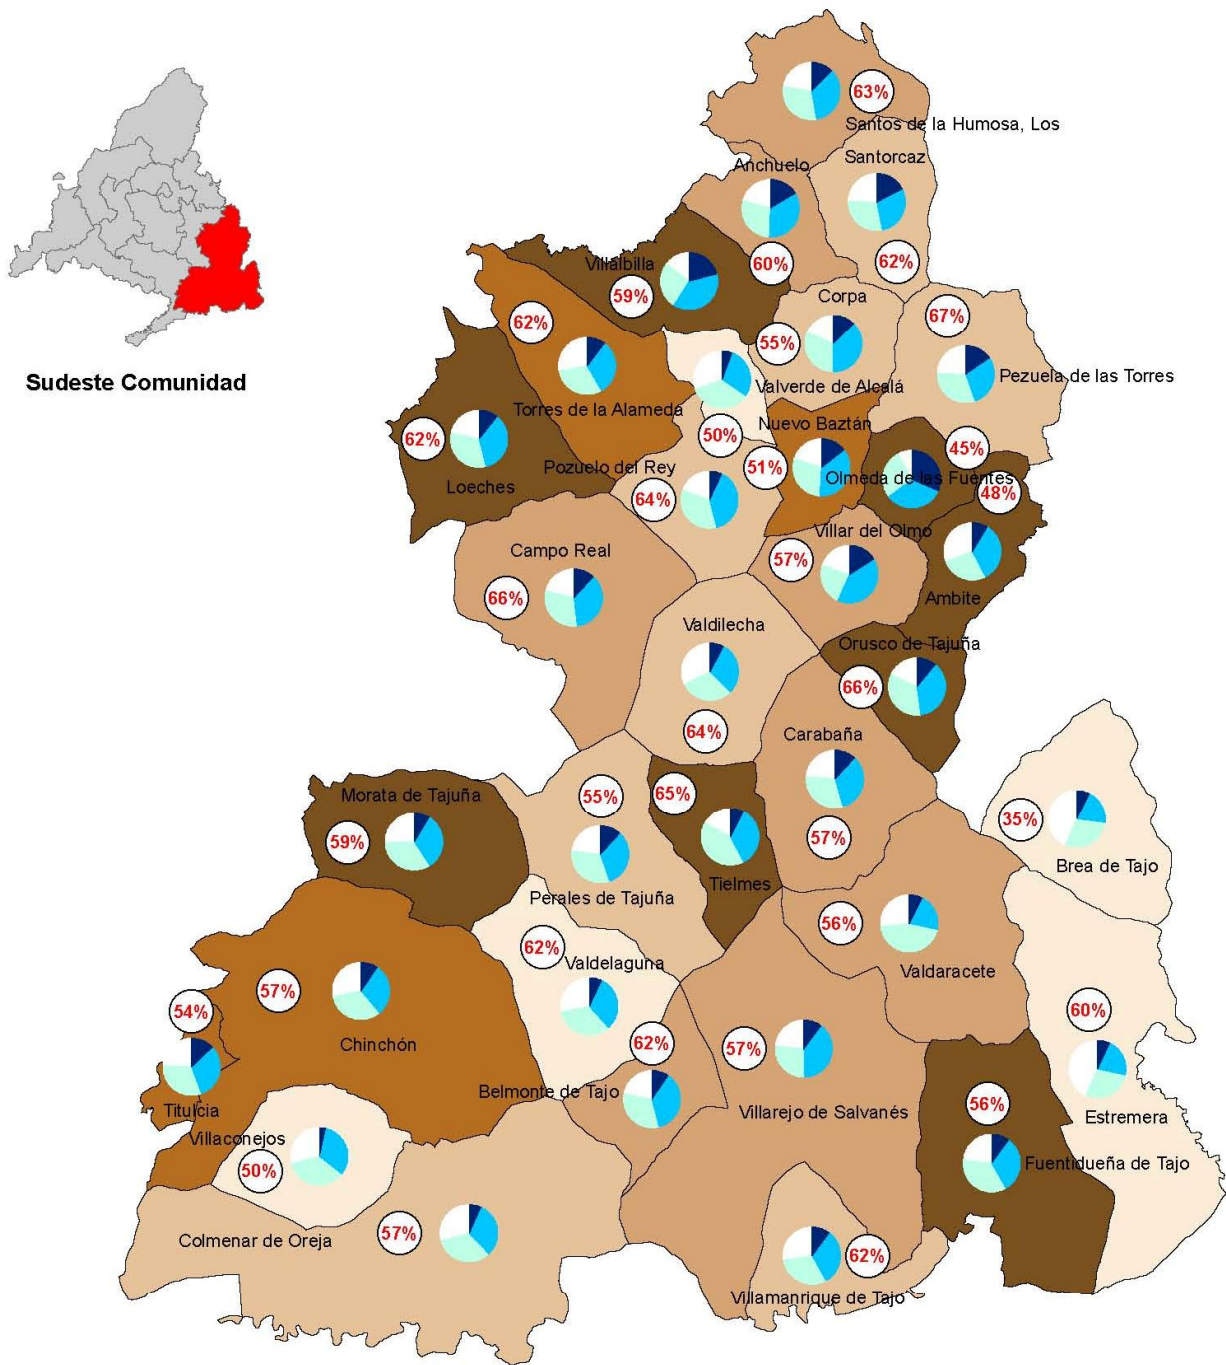 63%
Santos de la Humosa, Los
Anchuelo
Santorcaz
60%
62%
Villalbilla
59%
Corpa
62%
55%
67%
Sudeste Comunidad
Torres de la Alameda
Valverde de Alcalá
Pezuela de las Torres
62%
Nuevo Baztán
50%
45%
Loeches
Pozuelo del Rey
51%
Olmeda de las Fuentes
64%
48%
Campo Real
Villar del Olmo
57%
66%
Ambite
Valdilecha
Orusco de Tajuña
66%
64%
Carabaña
Morata de Tajuña
55%
65%
59%
57%
35%
Perales de Tajuña
Tielmes
Brea de Tajo
56%
62%
Valdelaguna
Valdaracete
57%
54%
60%
Chinchón
62%
57%
Belmonte de Tajo
Titulcia
Villarejo de Salvanés
56%
Estremera
Villaconejos
50%
Fuentidueña de Tajo
Colmenar de Oreja
57%
62%
Villamanrique de Tajo